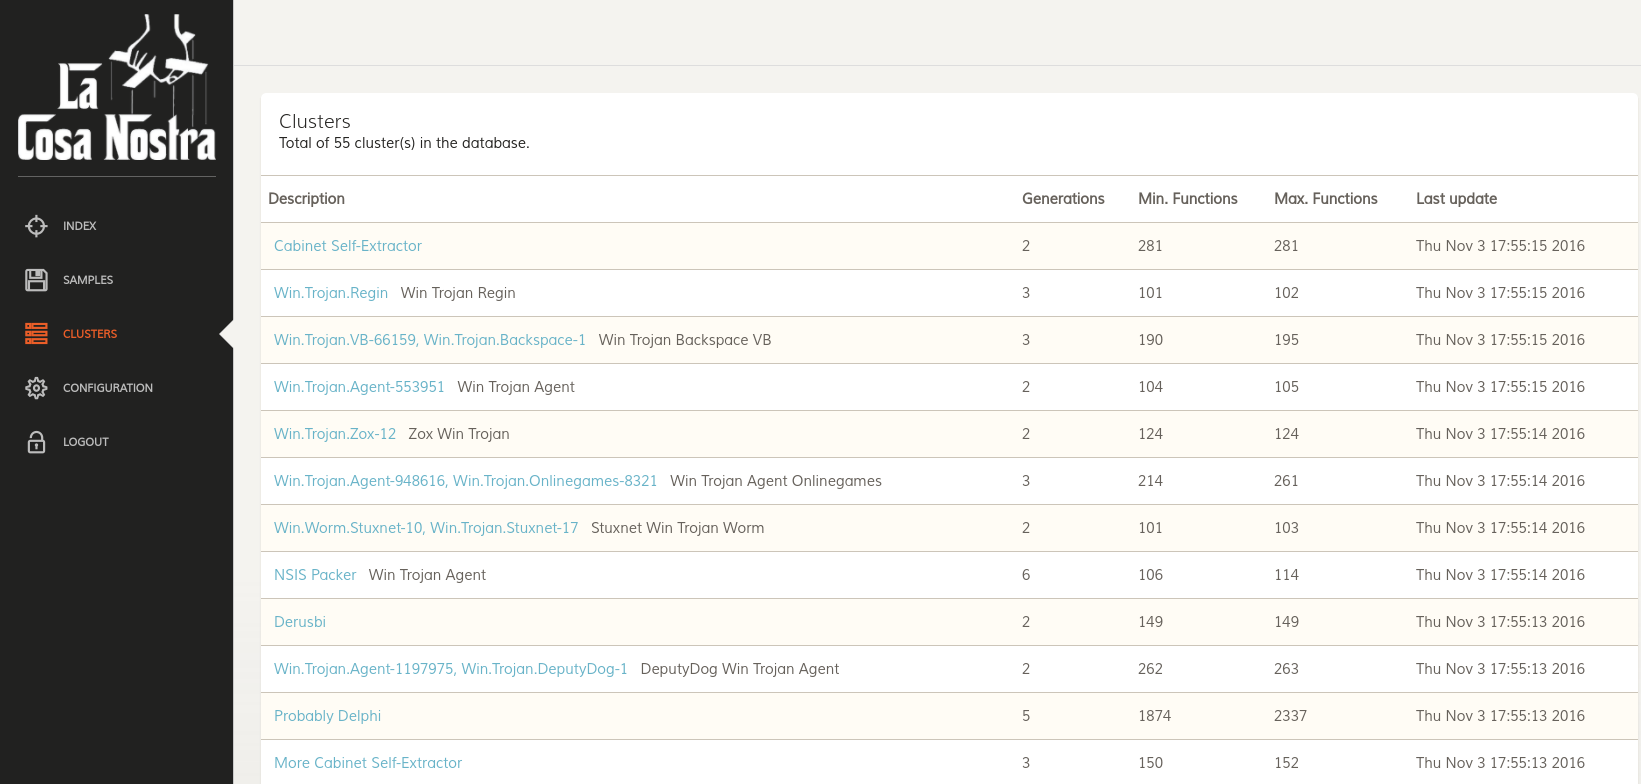 La
Cosa Nostra
INDEX
SAMPLES
CLUSTERS
CONFIGURATION
LOGOUT
Clusters
Total of 55 cluster(s) in the database.
Description Generations Min. Functions Max. Functions Last update
Cabinet Self-Extractor 2 281 281 Thu Nov 3 17:55:15 2016
Win.Trojan.Regin Win Trojan Regin 3 101 102 Thu Nov 3 17:55:15 2016
Win.Trojan.VB-66159, Win.Trojan.Backspace-1 Win Trojan Backspace VB 3 190 195 Thu Nov 3 17:55:15 2016
Win.Trojan.Agent-553951 Win Trojan Agent 2 104 105 Thu Nov 3 17:55:15 2016
Win.Trojan.Zox-12 Zox Win Trojan 2 124 124 Thu Nov 3 17:55:14 2016
Win.Trojan.Agent-948616, Win.Trojan.Onlinegames-8321 Win Trojan Agent Onlinegames 3 214 261 Thu Nov 3 17:55:14 2016
Win.Worm.Stuxnet-10, Win.Trojan.Stuxnet-17 Stuxnet Win Trojan Worm 2 101 103 Thu Nov 3 17:55:14 2016
NSIS Packer Win Trojan Agent 6 106 114 Thu Nov 3 17:55:14 2016
Derusbi 2 149 149 Thu Nov 3 17:55:13 2016
Win.Trojan.Agent-1197975, Win.Trojan.DeputyDog-1 DeputyDog Win Trojan Agent 2 262 263 Thu Nov 3 17:55:13 2016
Probably Delphi 5 1874 2337 Thu Nov 3 17:55:13 2016
More Cabinet Self-Extractor 3 150 152 Thu Nov 3 17:55:13 2016